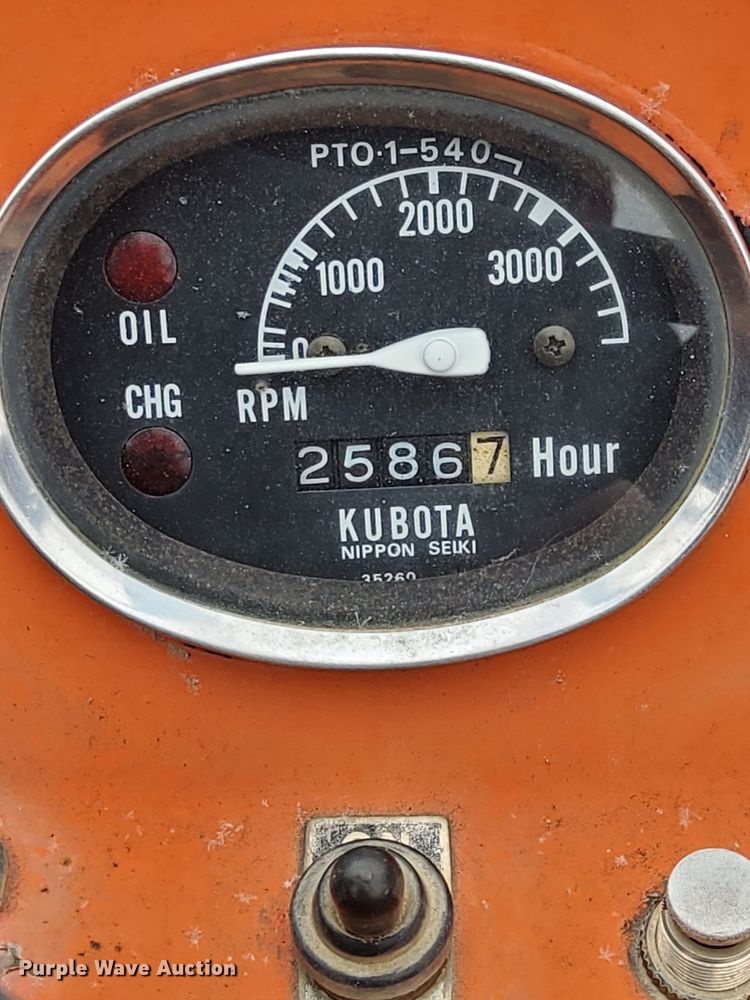 PTO·1-540
2000
1000
3000
0
OIL
CHG
RPM
25867 Hour
KUBOTA
NIPPON SEIKI
35260
Purple Wave Auction